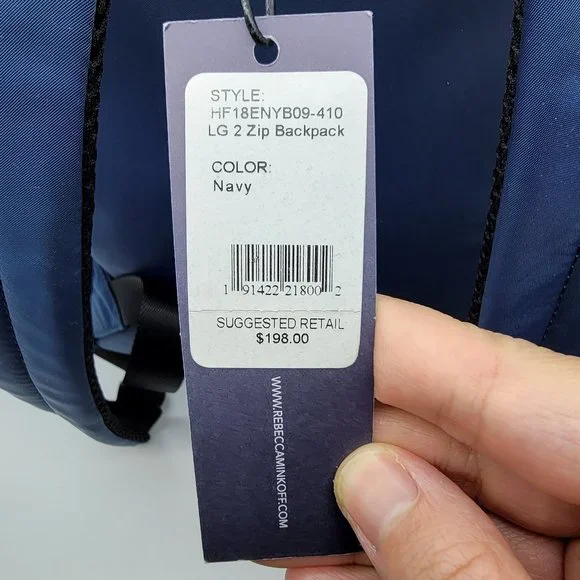 STYLE:
HF18ENYB09-410
LG 2 Zip Backpack
COLOR:
Navy
1 91422 21800 2
SUGGESTED RETAIL
$198.00
WWW.REBECCAMINKOFF.COM